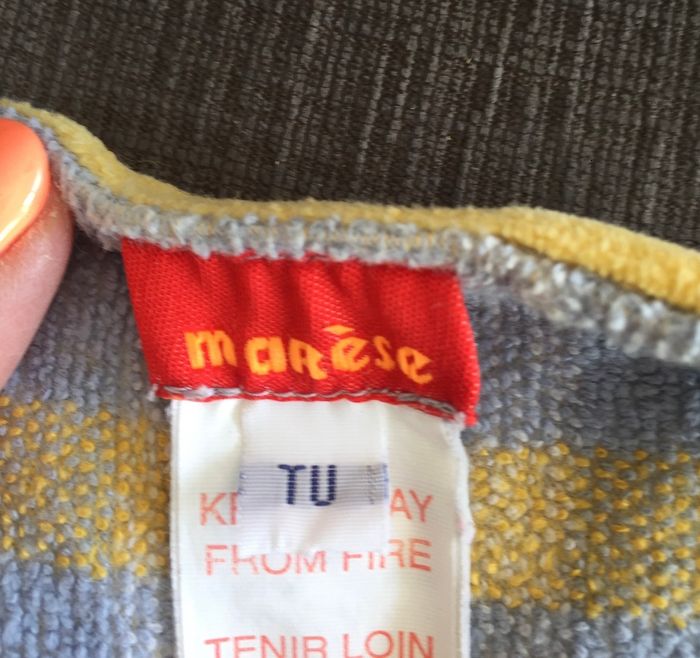 marèse
TU
FROM FIRE
TENIR LOIN